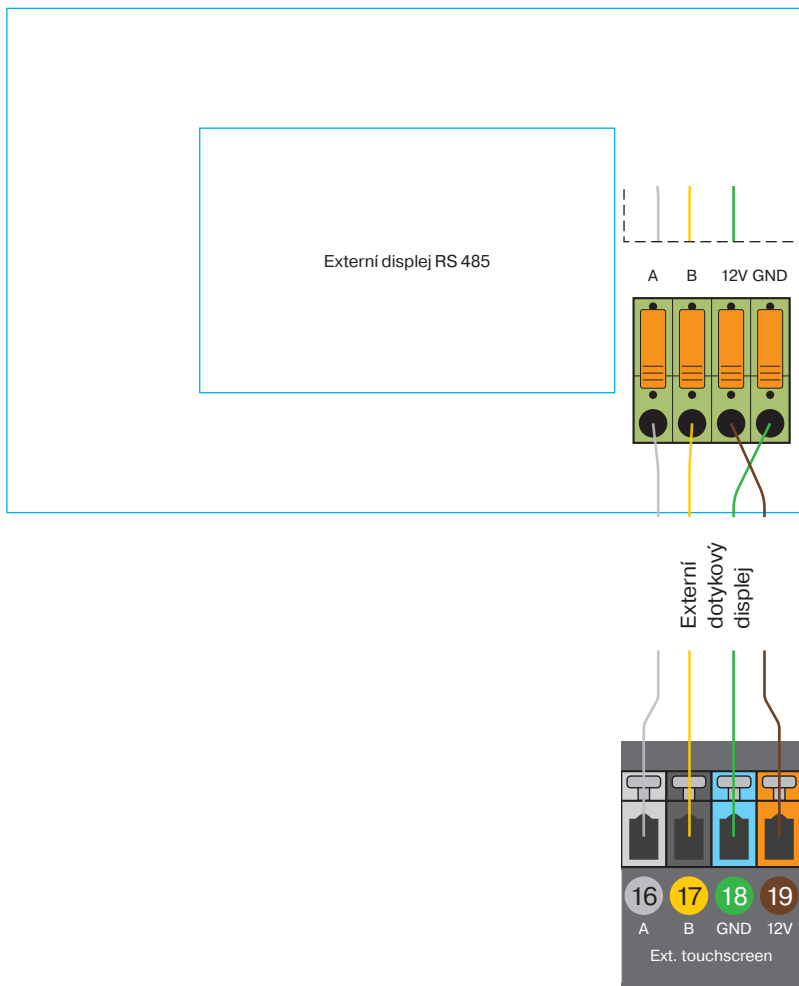 Externí displej RS 485
A B 12V GND
Externí
dotykový
displej
16 17 18 19
A B GND 12V
Ext. touchscreen